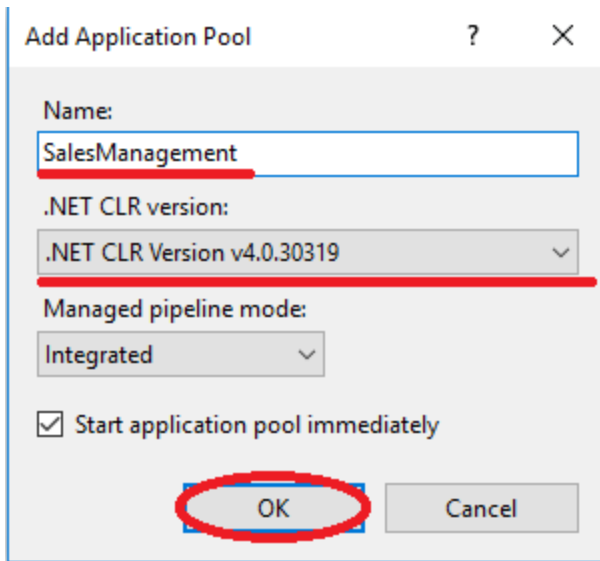 Add Application Pool
Name:
SalesManagement
.NET CLR version:
.NET CLR Version v4.0.30319
Managed pipeline mode:
Integrated
Start application pool immediately
OK Cancel